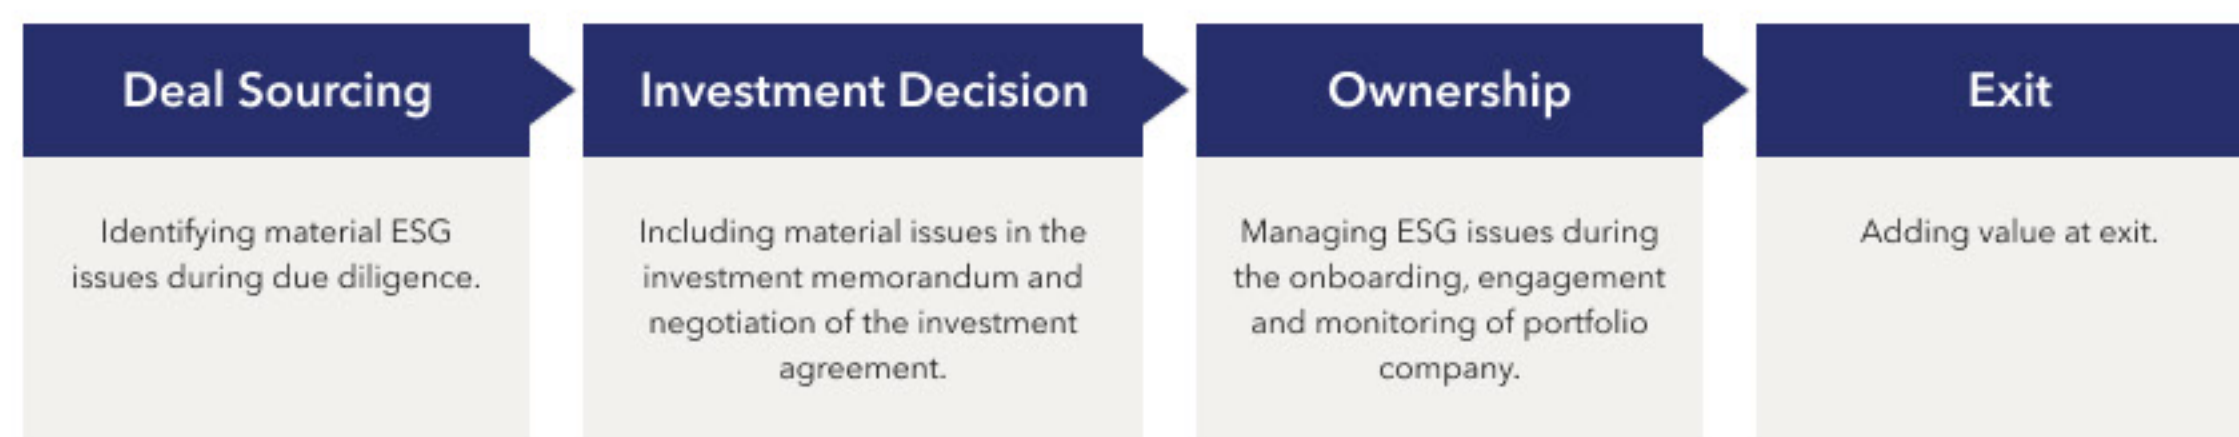 Deal Sourcing
Identifying material ESG
issues during due diligence.
Investment Decision
Including material issues in the
investment memorandum and
negotiation of the investment
agreement.
Ownership
Managing ESG issues during
the onboarding, engagement
and monitoring of portfolio
company.
Exit
Adding value at exit.